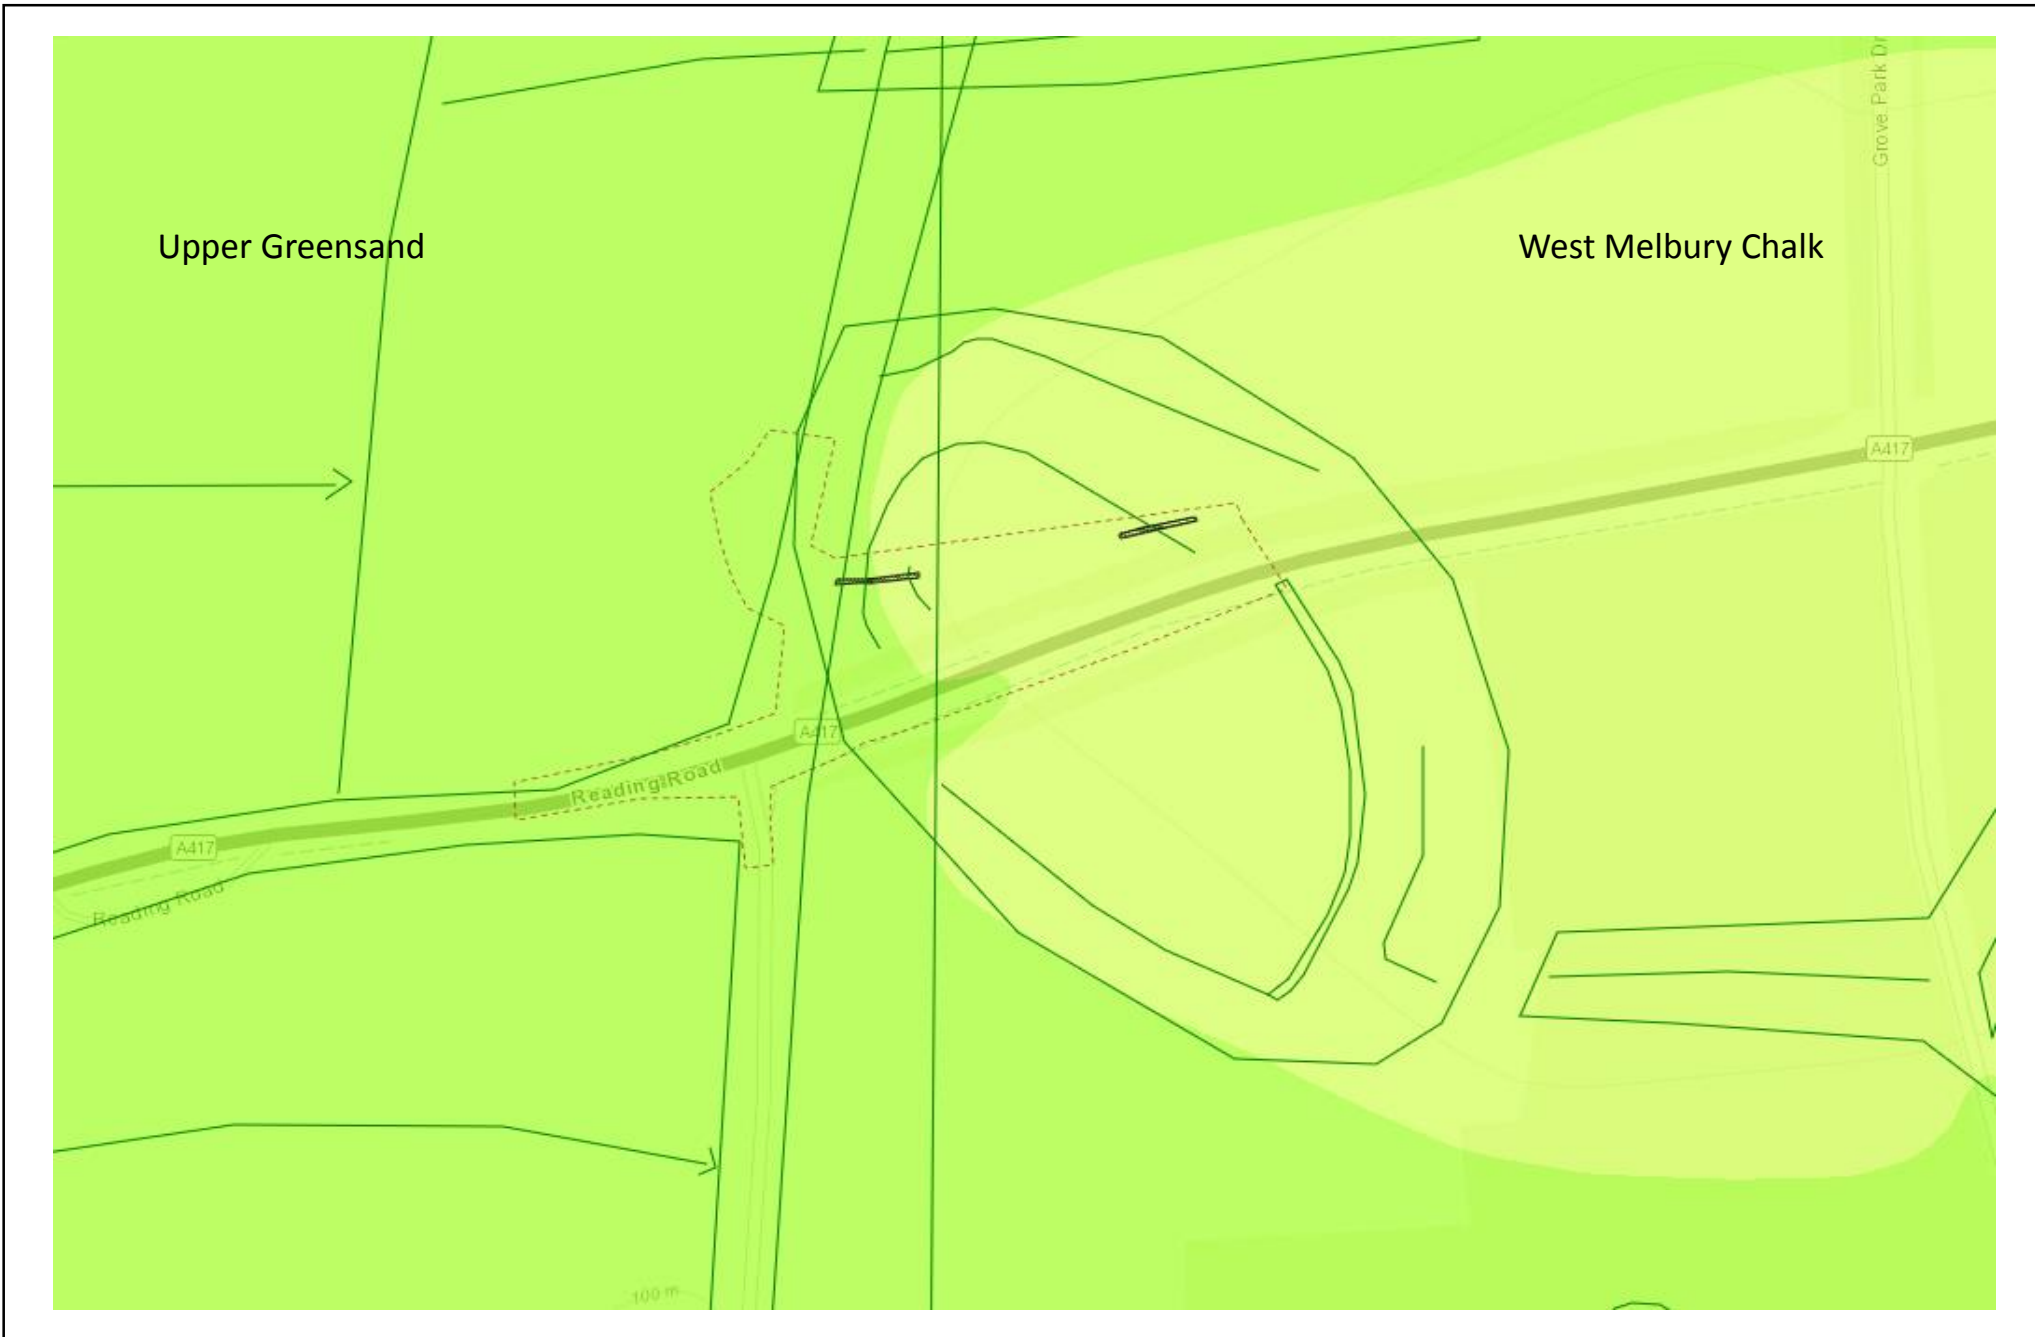 Grove Park Dr
Upper Greensand
West Melbury Chalk
A417
A417
Reading Road
A417
Reading Road
100 m